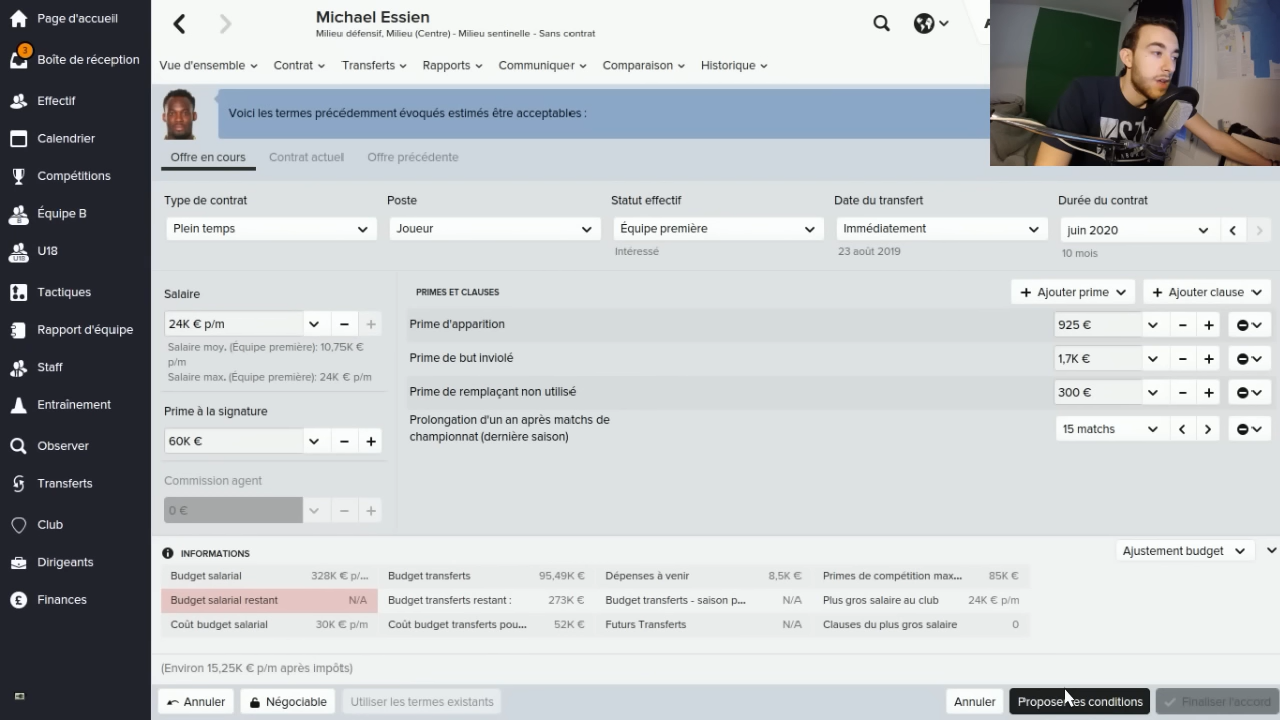 Page d'accueil
3
Boîte de réception
Effectif
Calendrier
Compétitions
Équipe B
U18
Tactiques
Rapport d'équipe
Staff
Entraînement
Observer
Transferts
Club
Dirigeants
Finances
Michael Essien
Milieu défensif, Milieu (Centre) - Milieu sentinelle - Sans contrat
Vue d'ensemble
Contrat
Transferts
Rapports
Communiquer
Comparaison
Historique
Voici les termes précédemment évoqués estimés être acceptables :
Offre en cours
Contrat actuel
Offre précédente
Type de contrat
Poste
Statut effectif
Date du transfert
Durée du contrat
Plein temps
Joueur
Équipe première
Immédiatement
juin 2020
Intéressé
23 août 2019
10 mois
Salaire
24K € p/m
Salaire moy. (Équipe première): 10,75K €
p/m
Salaire max. (Équipe première): 24K € p/m
Prime à la signature
60K €
Commission agent
0 €
PRIMES ET CLAUSES
+ Ajouter prime
+ Ajouter clause
Prime d'apparition
925 €
Prime de but inviolé
1,7K €
Prime de remplaçant non utilisé
300 €
Prolongation d'un an après matchs de
championnat (dernière saison)
15 matchs
INFORMATIONS
Ajustement budget
Budget salarial 328K € p/...
Budget transferts 95,49K €
Dépenses à venir 8,5K €
Primes de compétition max... 85K €
Budget salarial restant N/A
Budget transferts restant : 273K €
Budget transferts - saison p... N/A
Plus gros salaire au club 24K € p/m
Coût budget salarial 30K € p/m
Coût budget transferts pou... 52K €
Futurs Transferts N/A
Clauses du plus gros salaire 0
(Environ 15,25K € p/m après impôts)
Annuler
Négociable
Utiliser les termes existants
Annuler
Proposer les conditions
Finaliser l'accord